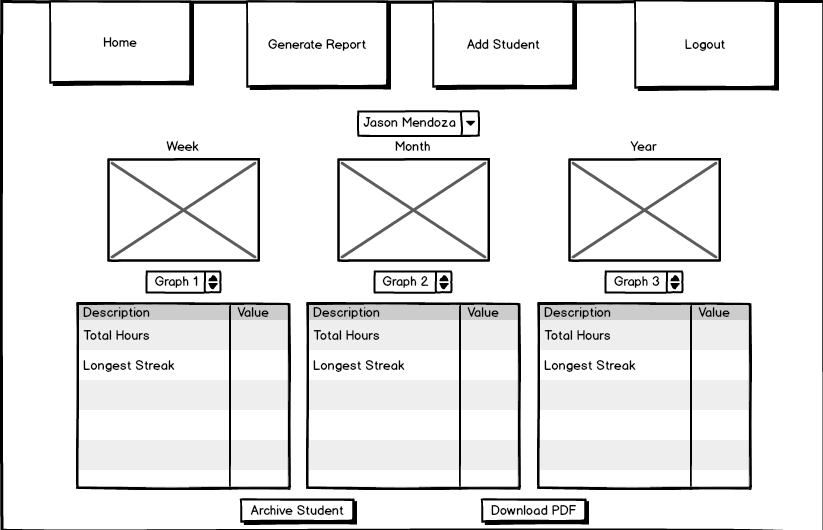 Home
Generate Report
Add Student
Logout
Jason Mendoza
Week
Month
Year
Graph 1
Graph 2
Graph 3
Description Value
Total Hours
Longest Streak
Description Value
Total Hours
Longest Streak
Description Value
Total Hours
Longest Streak
Archive Student
Download PDF